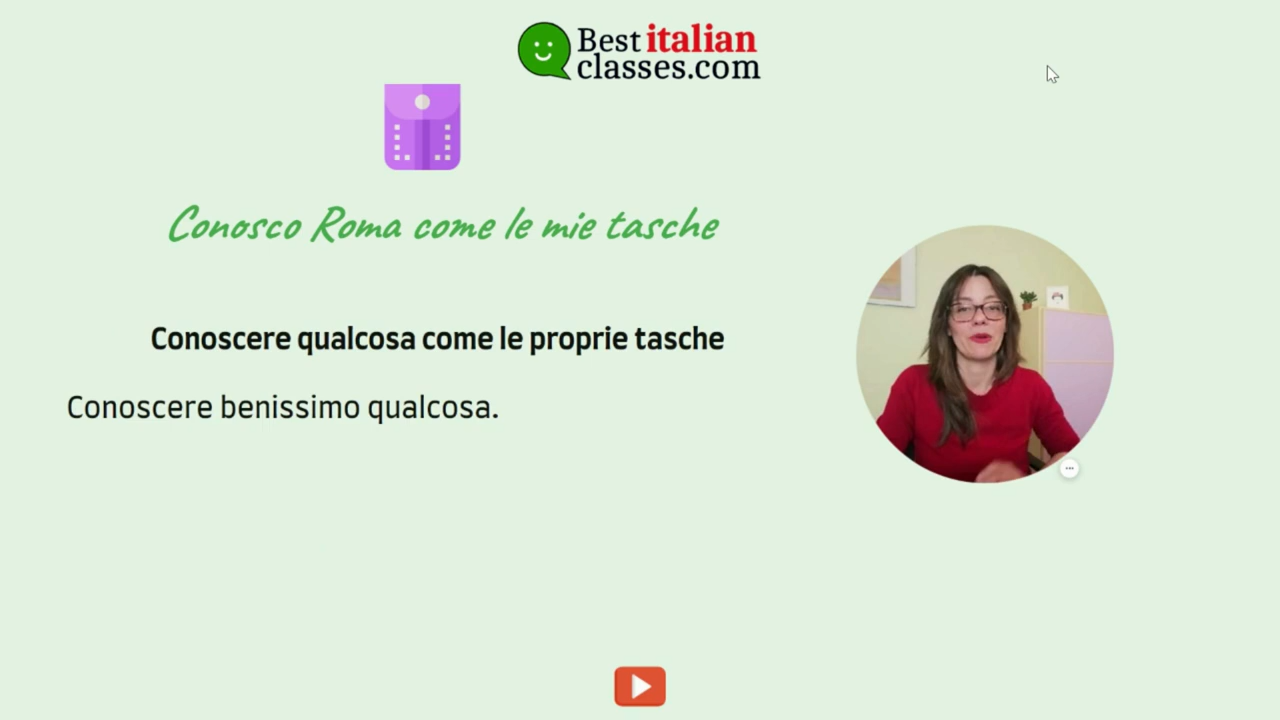 Best italian
classes.com
Conosco Roma come le mie tasche
Conoscere qualcosa come le proprie tasche
Conoscere benissimo qualcosa.